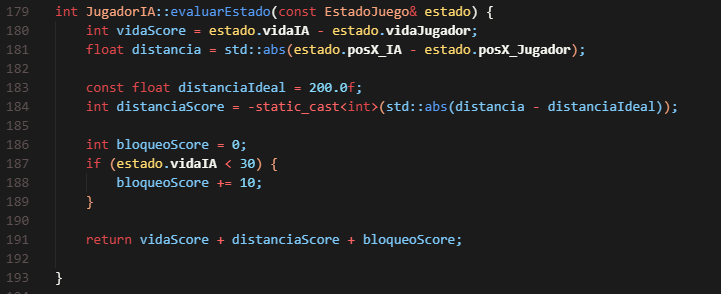 179 int JugadorIA::evaluarEstado(const EstadoJuego& estado) {
180     int vidaScore = estado.vidaIA - estado.vidaJugador;
181     float distancia = std::abs(estado.posX_IA - estado.posX_Jugador);
182
183     const float distanciaIdeal = 200.0f;
184     int distanciaScore = -static_cast<int>(std::abs(distancia - distanciaIdeal));
185
186     int bloqueoScore = 0;
187     if (estado.vidaIA < 30) {
188         bloqueoScore += 10;
189     }
190
191     return vidaScore + distanciaScore + bloqueoScore;
192
193 }